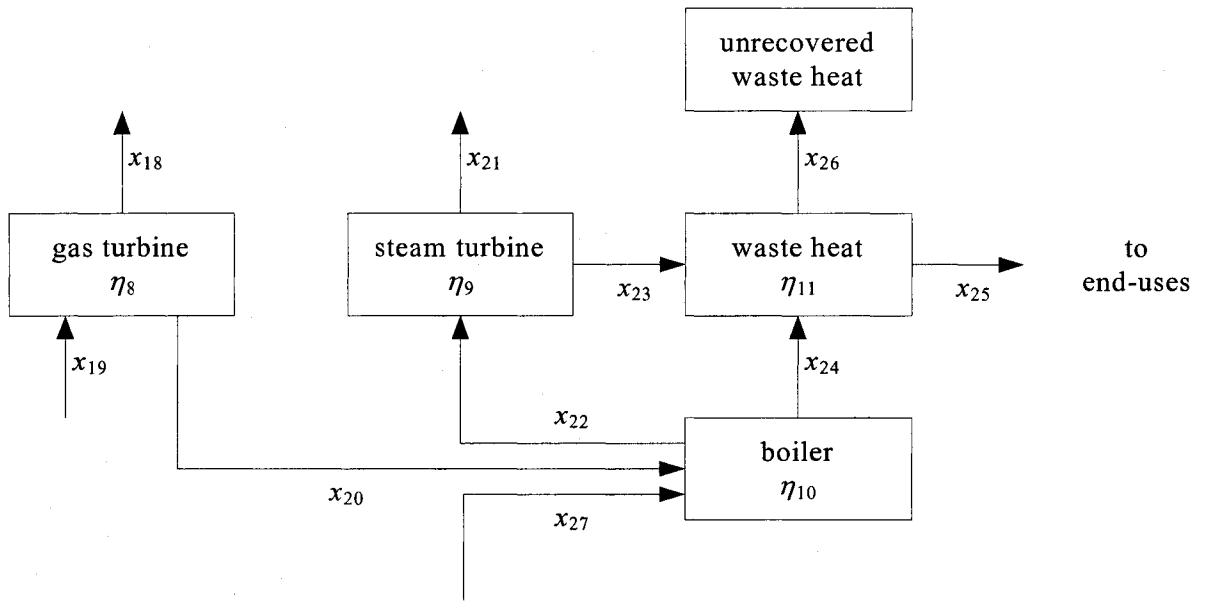 unrecovered
waste heat
x18
x21
x26
gas turbine
η8
steam turbine
η9
waste heat
η11
to
end-uses
x23
x25
x19
x24
x22
boiler
η10
x20
x27